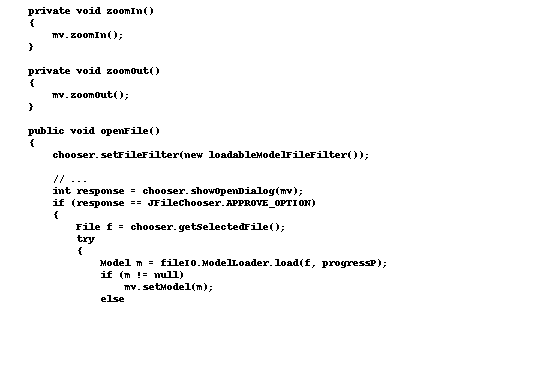 private void zoomIn()
{
mv.zoomIn();
}
private void zoomOut()
{
mv.zoomOut();
}
public void openFile()
{
chooser.setFileFilter(new loadableModelFileFilter());
// ...
int response = chooser.showOpenDialog(mv);
if (response == JFileChooser.APPROVE_OPTION)
{
File f = chooser.getSelectedFile();
try
{
Model m = fileIO.ModelLoader.load(f, progressP);
if (m != null)
mv.setModel(m);
else